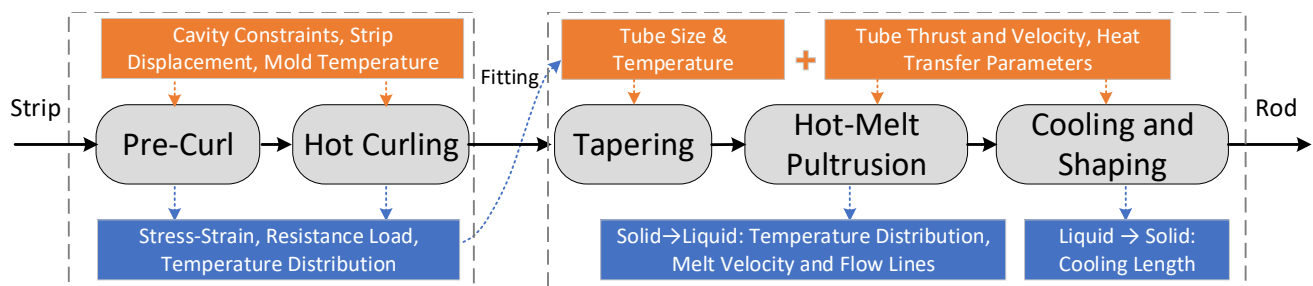 Cavity Constraints, Strip
Displacement, Mold Temperature
Fitting
Tube Size &
Temperature
+
Tube Thrust and Velocity, Heat
Transfer Parameters
Strip
Pre-Curl
Hot Curling
Tapering
Hot-Melt
Pultrusion
Cooling and
Shaping
Rod
Stress-Strain, Resistance Load,
Temperature Distribution
Solid→Liquid: Temperature Distribution,
Melt Velocity and Flow Lines
Liquid → Solid:
Cooling Length